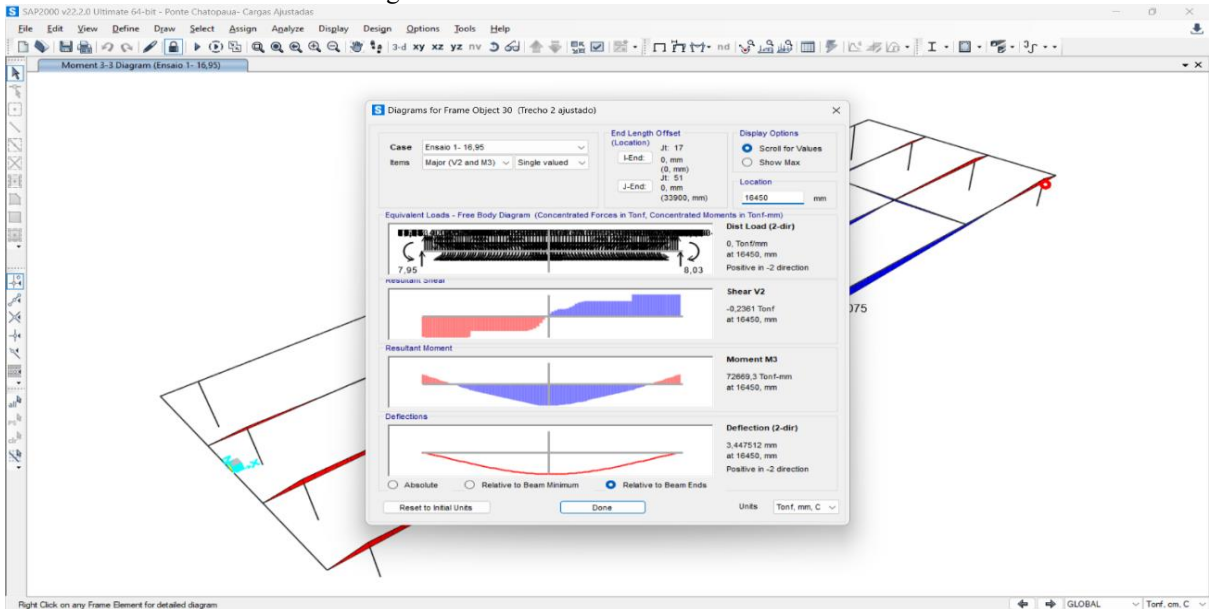 SAP2000 v22.2.0 Ultimate 64-bit - Ponte Chatopaua- Cargas Ajustadas
File Edit View Define Draw Select Assign Analyze Display Design Options Tools Help
3-d xy xz yz nv nd
Moment 3-3 Diagram (Ensaio 1- 16,95)
Diagrams for Frame Object 30 (Trecho 2 ajustado)
Case Ensaio 1- 16,95
Items Major (V2 and M3) Single valued
End Length Offset
(Location)
Jt: 17
I-End: 0, mm
(0, mm)
Jt: 51
J-End: 0, mm
(33900, mm)
Display Options
Scroll for Values
Show Max
Location
16450 mm
Equivalent Loads - Free Body Diagram (Concentrated Forces in Tonf, Concentrated Moments in Tonf-mm)
7,95 8,03
Dist Load (2-dir)
0, Tonf/mm
at 16450, mm
Positive in -2 direction
Resultant Shear
Shear V2
-0,2361 Tonf
at 16450, mm
Resultant Moment
Moment M3
72669,3 Tonf-mm
at 16450, mm
Deflections
Deflection (2-dir)
3,447512 mm
at 16450, mm
Positive in -2 direction
Absolute Relative to Beam Minimum Relative to Beam Ends
Reset to Initial Units Done Units Tonf, mm, C
075
all
Right Click on any Frame Element for detailed diagram
GLOBAL Tonf, cm, C